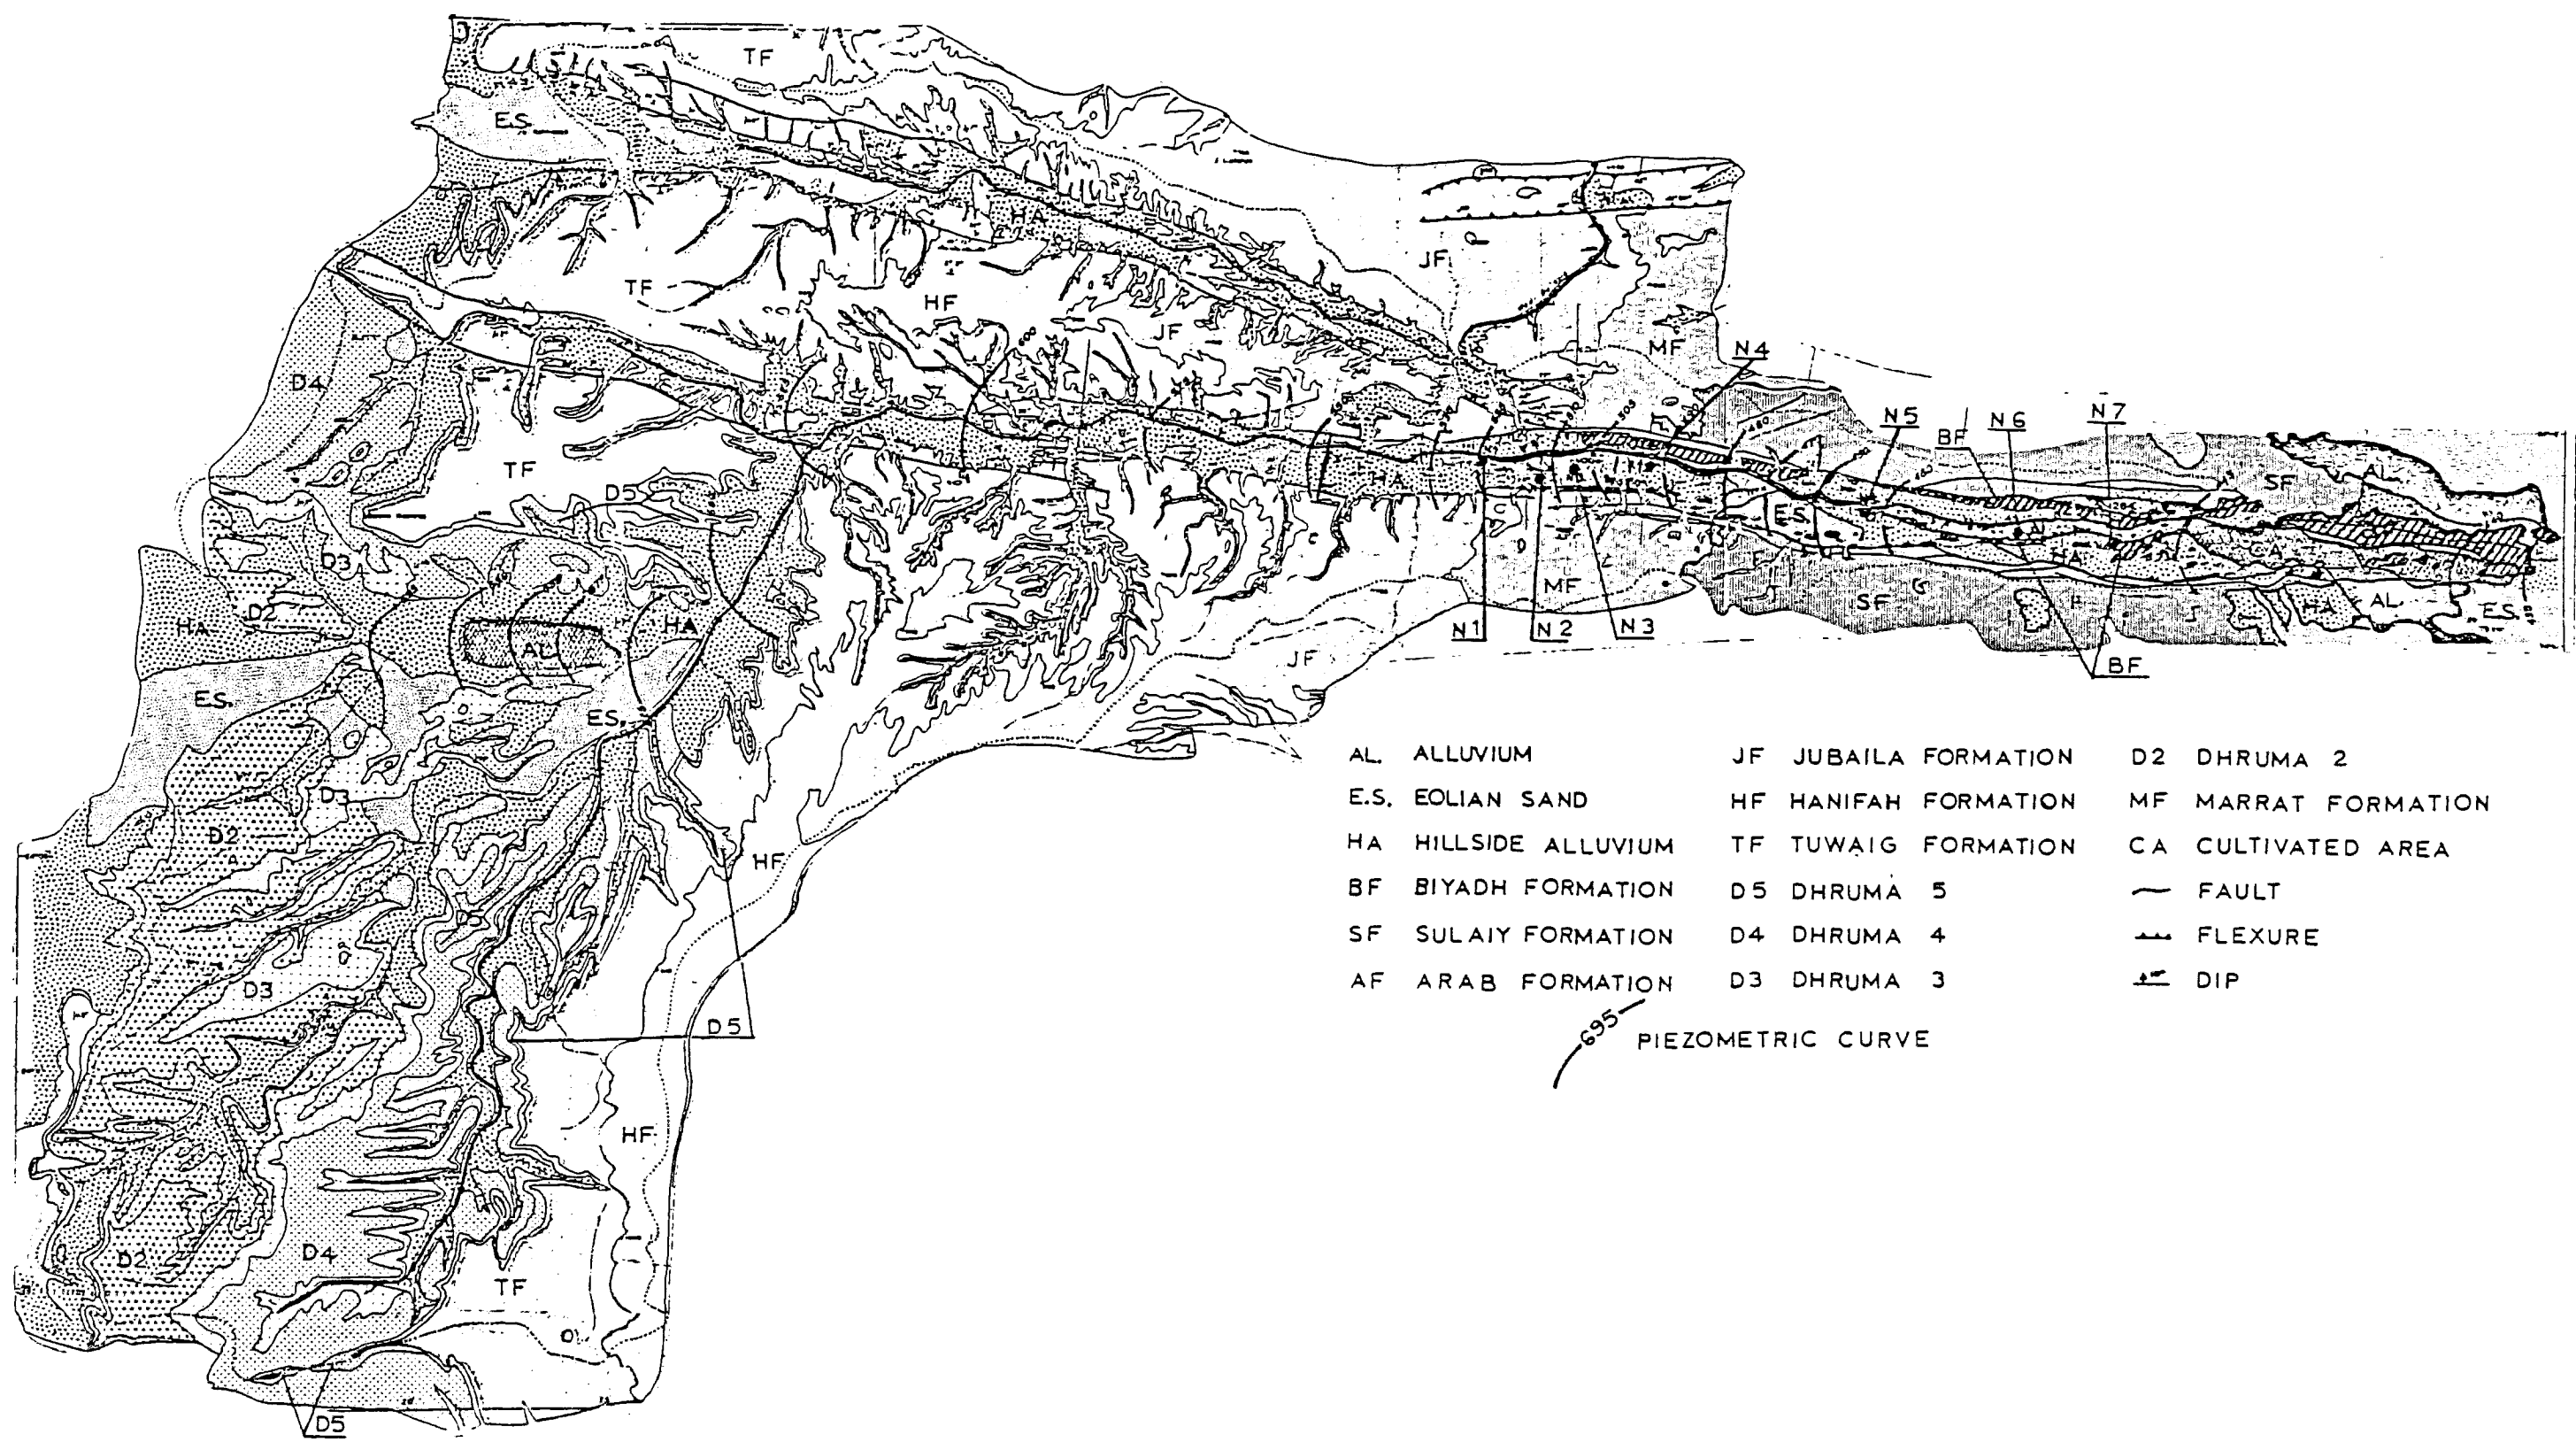 TF
E.S.
HA
JF
TF
HF
JF
MF
N4
D4
N5
BF
N6
N7
TF
D5
HA
SF
AL
E.S.
D3
HA
CA
D2
HA
HA
MF
SF
G
HA
AL.
E.S.
AL
N1
N2
N3
JF
BF
E.S.
E.S.
D3
D2
HF
D5
D3
D5
HF
D2
D4
TF
D5
AL. ALLUVIUM
E.S. EOLIAN SAND
HA HILLSIDE ALLUVIUM
BF BIYADH FORMATION
SF SULAIY FORMATION
AF ARAB FORMATION
JF JUBAILA FORMATION
HF HANIFAH FORMATION
TF TUWAIG FORMATION
D5 DHRUMA 5
D4 DHRUMA 4
D3 DHRUMA 3
D2 DHRUMA 2
MF MARRAT FORMATION
CA CULTIVATED AREA
FAULT
FLEXURE
DIP
695 PIEZOMETRIC CURVE